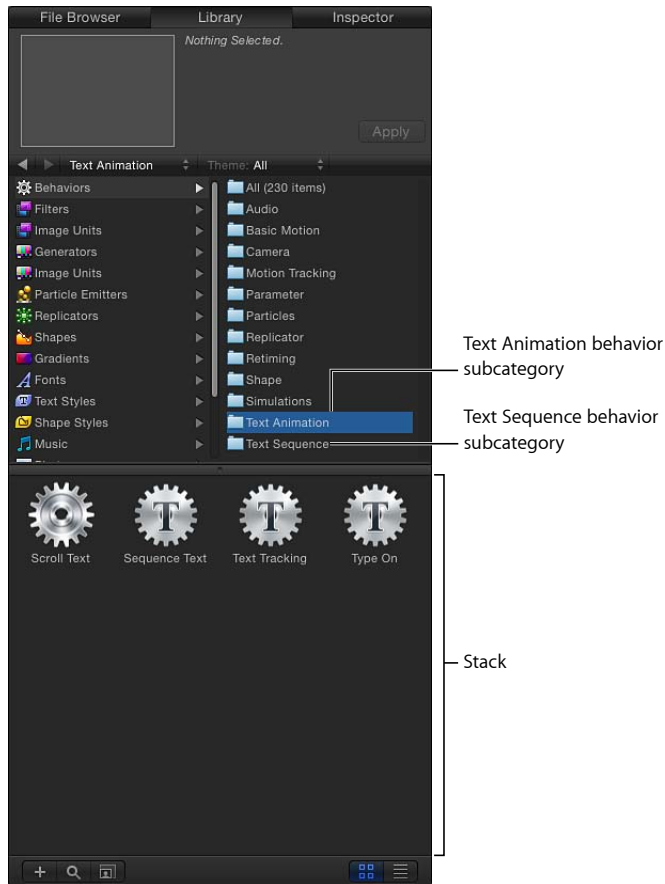 File Browser Library Inspector
Nothing Selected.
Apply
Text Animation Theme: All
Behaviors
Filters
Image Units
Generators
Image Units
Particle Emitters
Replicators
Shapes
Gradients
Fonts
Text Styles
Shape Styles
Music
All (230 items)
Audio
Basic Motion
Camera
Motion Tracking
Parameter
Particles
Replicator
Retiming
Shape
Simulations
Text Animation
Text Sequence
Text Animation behavior
subcategory
Text Sequence behavior
subcategory
Scroll Text Sequence Text Text Tracking Type On
Stack